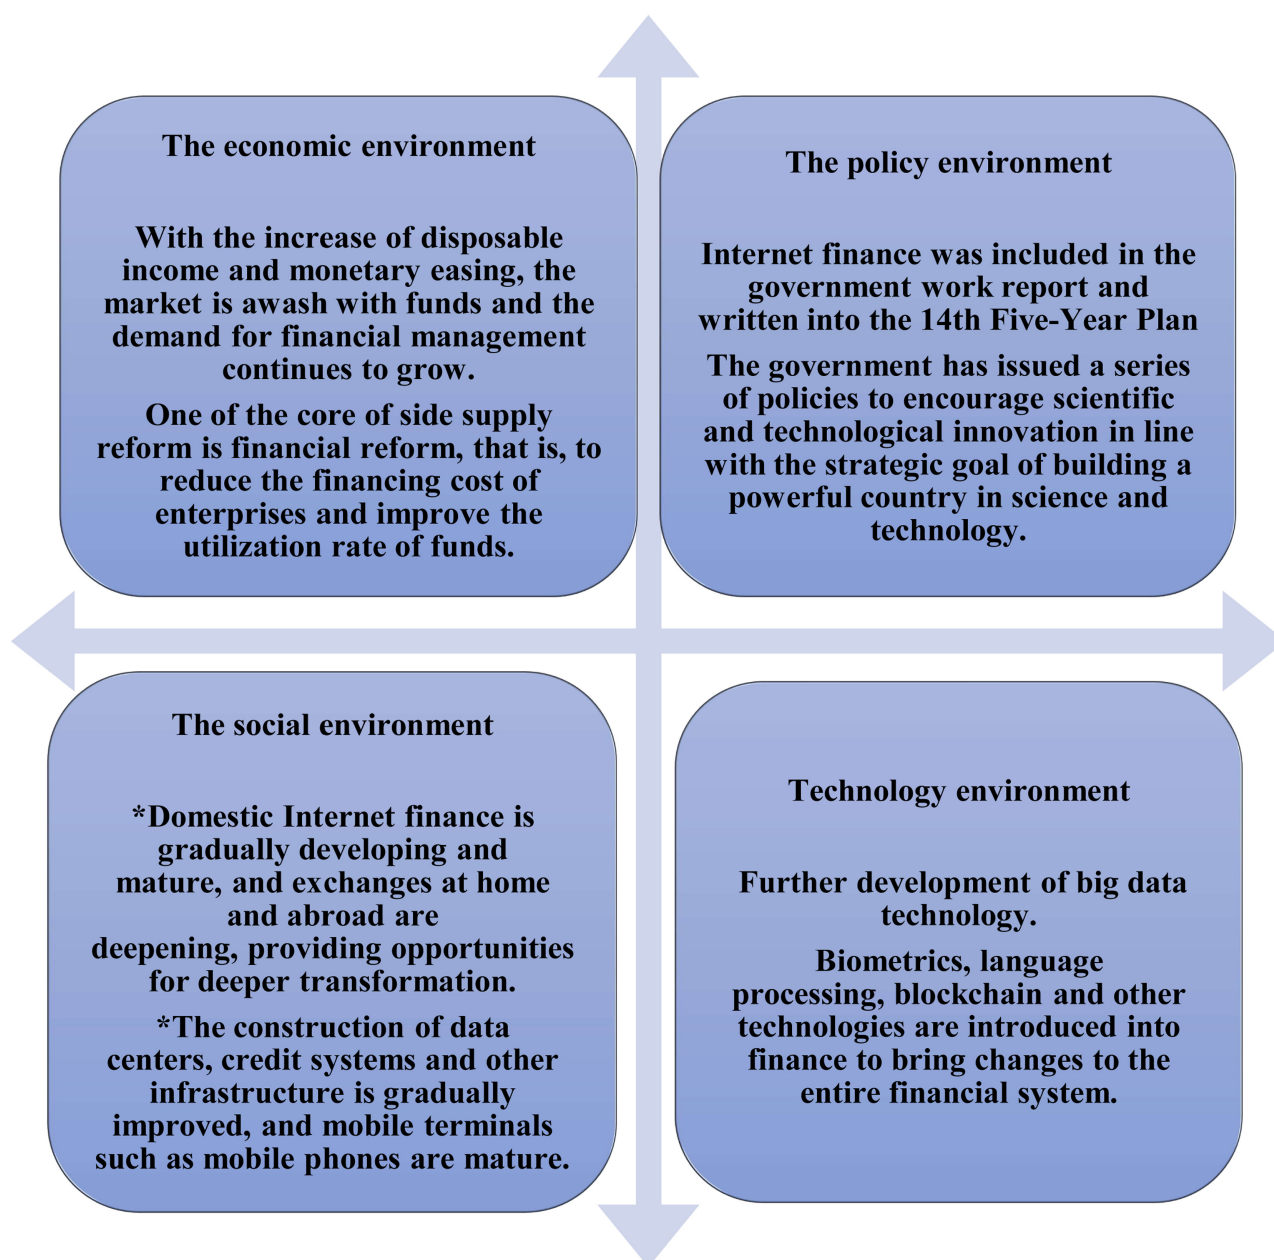 The economic environment
With the increase of disposable
income and monetary easing, the
market is awash with funds and the
demand for financial management
continues to grow.
One of the core of side supply
reform is financial reform, that is, to
reduce the financing cost of
enterprises and improve the
utilization rate of funds.
The policy environment
Internet finance was included in the
government work report and
written into the 14th Five-Year Plan
The government has issued a series
of policies to encourage scientific
and technological innovation in line
with the strategic goal of building a
powerful country in science and
technology.
The social environment
*Domestic Internet finance is
gradually developing and
mature, and exchanges at home
and abroad are
deepening, providing opportunities
for deeper transformation.
*The construction of data
centers, credit systems and other
infrastructure is gradually
improved, and mobile terminals
such as mobile phones are mature.
Technology environment
Further development of big data
technology.
Biometrics, language
processing, blockchain and other
technologies are introduced into
finance to bring changes to the
entire financial system.